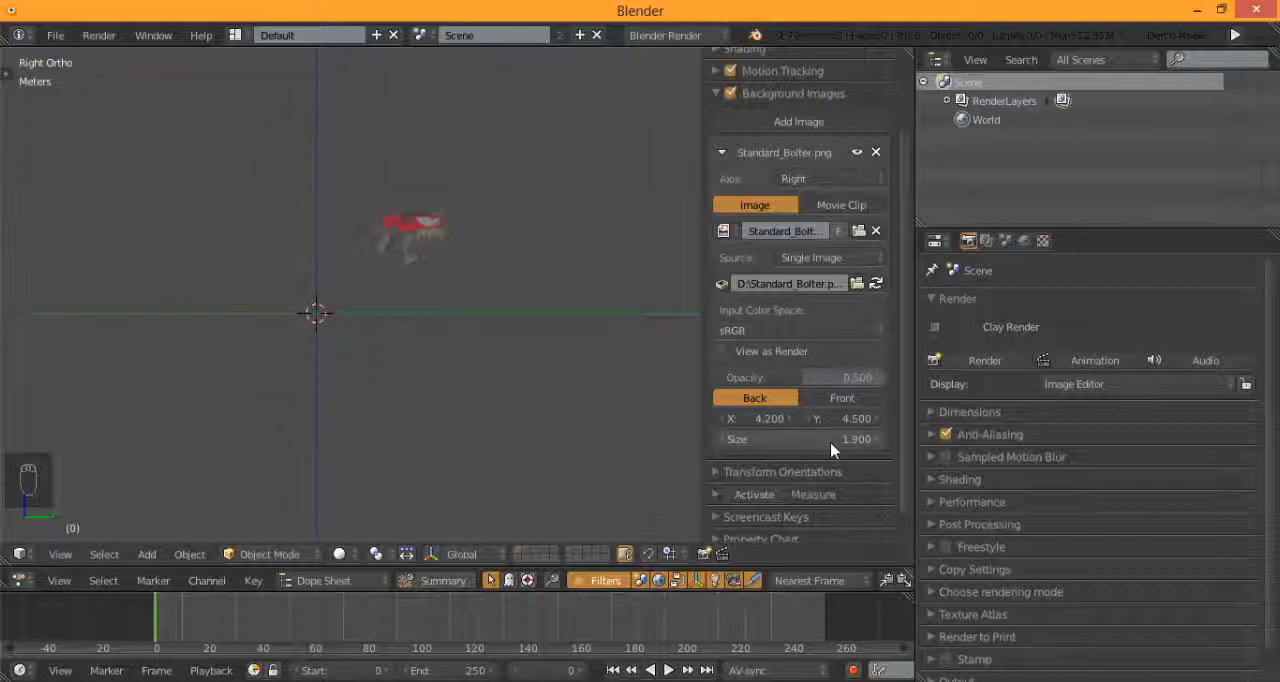 Blender
File Render Window Help Default Scene 2 Blender Render
Right Ortho
Meters
(0)
View Select Add Object Object Mode Global
Shading
Motion Tracking
Background Images
Add Image
Standard_Bolter.png
Axis: Right
Image Movie Clip
Standard_Bolt... F
Source: Single Image
D:\Standard_Bolter.p...
Input Color Space:
sRGB
View as Render
Opacity: 0.500
Back Front
X: 4.200 Y: 4.500
Size: 1.900
Transform Orientations
Activate Measure
Screencast Keys
Property Chart
View Search All Scenes
Scene
RenderLayers
World
Scene
Render
Clay Render
Render Animation Audio
Display: Image Editor
Dimensions
Anti-Aliasing
Sampled Motion Blur
Shading
Performance
Post Processing
Freestyle
Copy Settings
Choose rendering mode
Texture Atlas
Render to Print
Stamp
Output
View Select Marker Channel Key Dope Sheet Summary Filters Nearest Frame
-40 20 0 20 40 60 80 100 120 140 160 180 200 220 240 260
View Marker Frame Playback Start: 0 End: 250 0 AV-sync